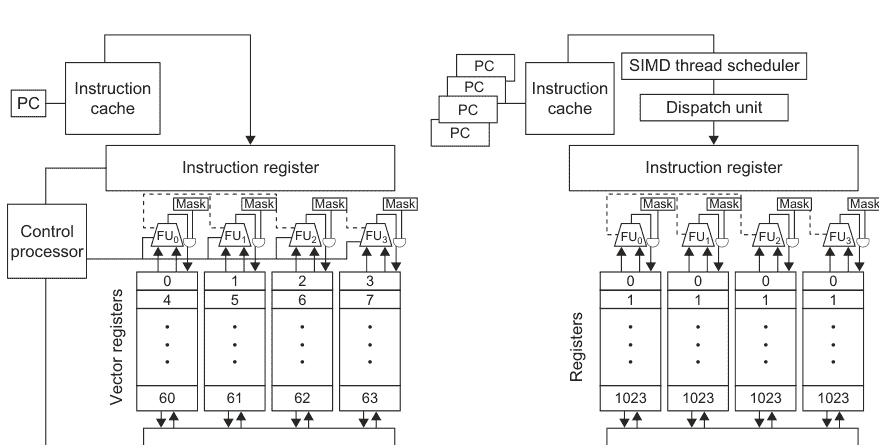 PC
Instruction
cache
Instruction register
Control
processor
Mask
Mask
Mask
Mask
FU0
FU1
FU2
FU3
Vector registers
0 1 2 3
4 5 6 7
60 61 62 63
PC
PC
PC
PC
Instruction
cache
SIMD thread scheduler
Dispatch unit
Instruction register
Mask
Mask
Mask
Mask
FU0
FU1
FU2
FU3
Registers
0 0 0 0
1 1 1 1
1023 1023 1023 1023